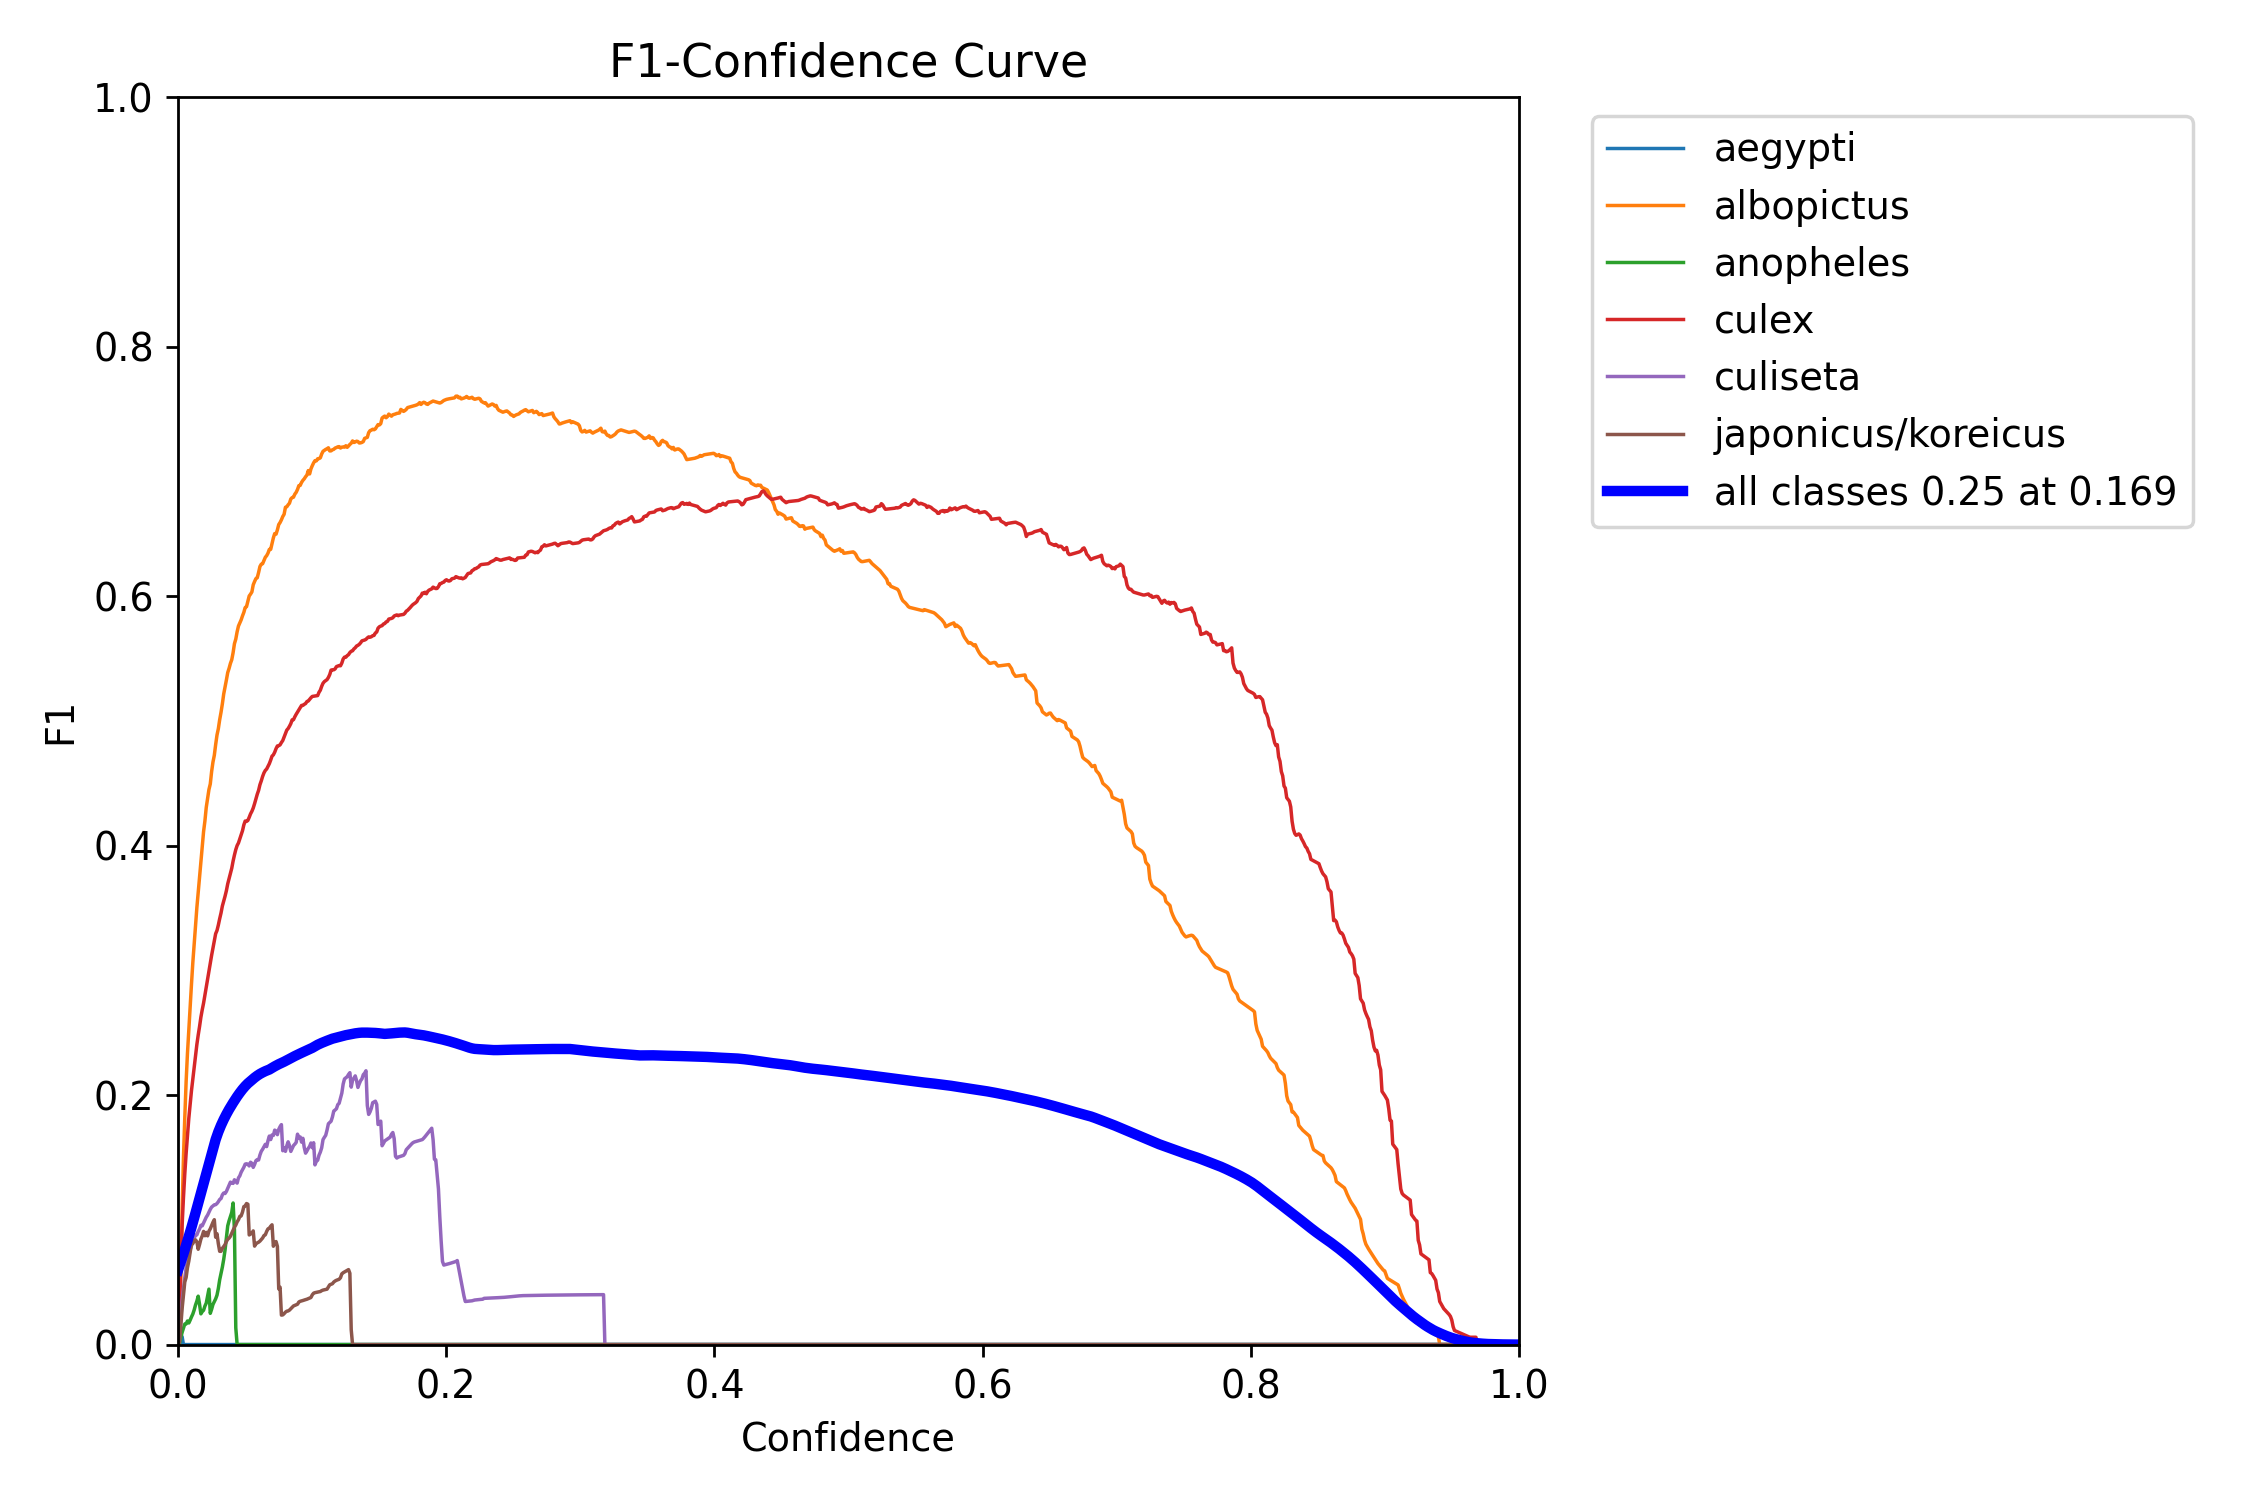 F1-Confidence Curve
1.0
0.8
0.6
0.4
0.2
0.0
F1
0.0 0.2 0.4 0.6 0.8 1.0
Confidence
aegypti
albopictus
anopheles
culex
culiseta
japonicus/koreicus
all classes 0.25 at 0.169